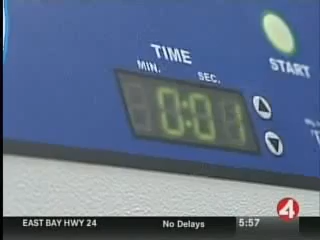 TIME
MIN. SEC.
START
0:01
4
EAST BAY HWY 24 No Delays 5:57